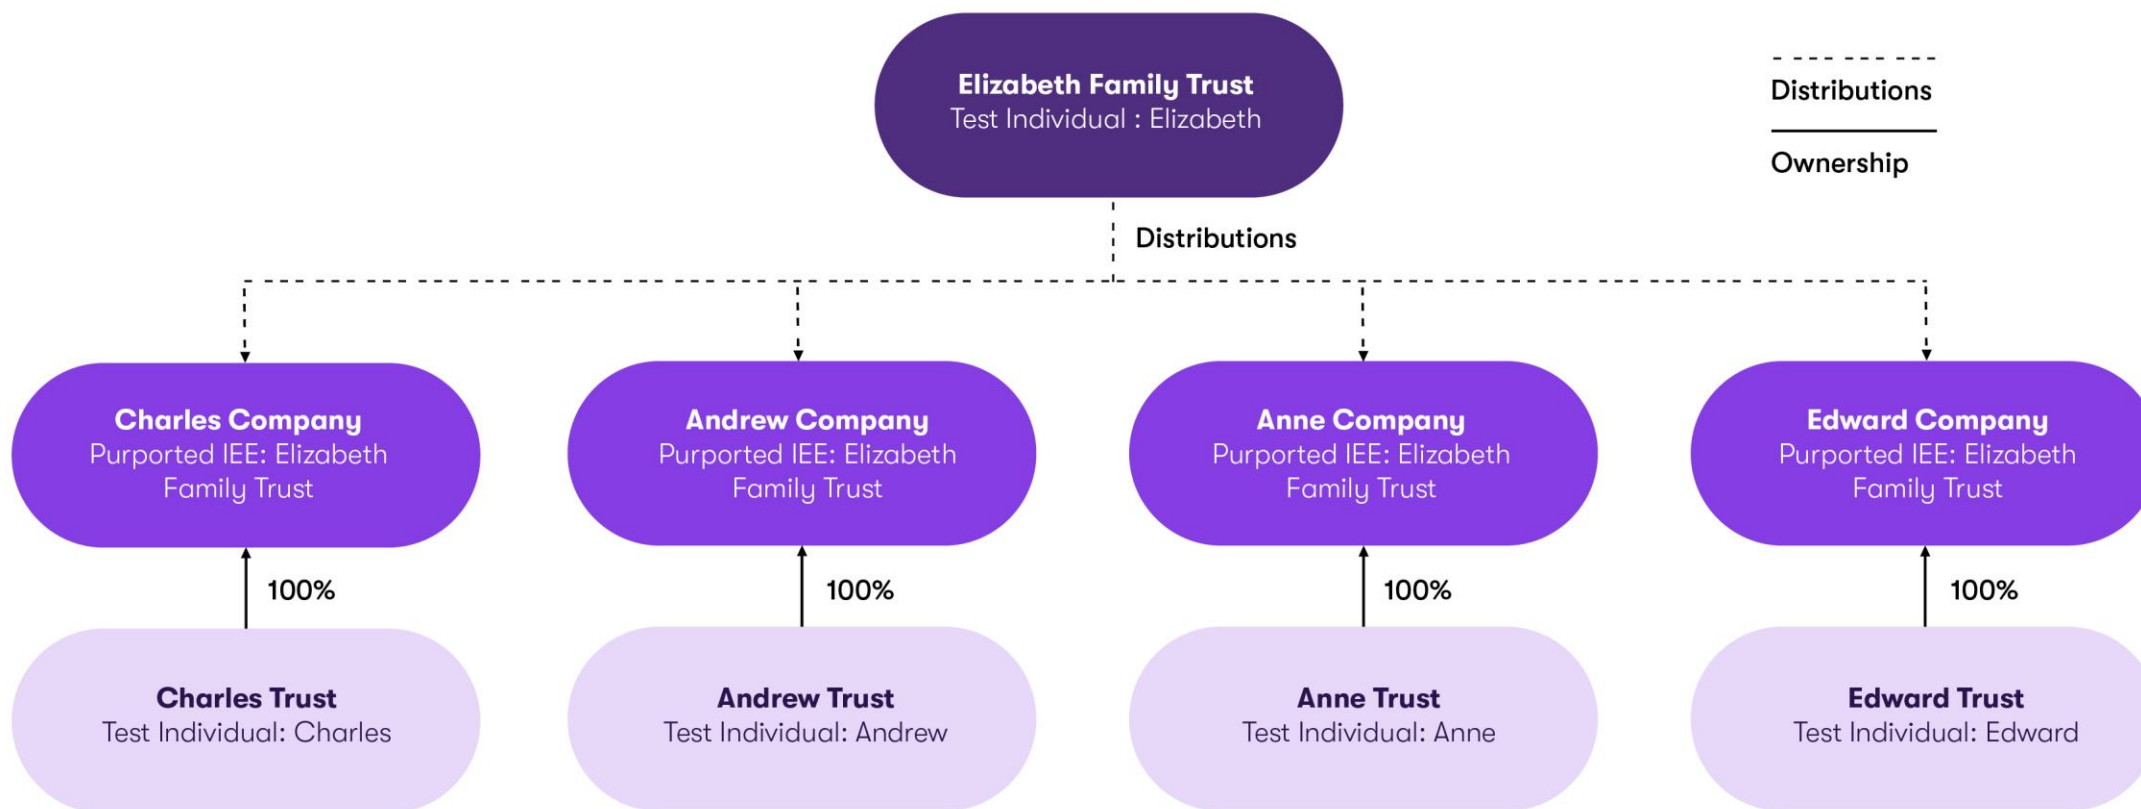 Elizabeth Family Trust
Test Individual : Elizabeth
Distributions
Ownership
Distributions
Charles Company
Purported IEE: Elizabeth
Family Trust
Andrew Company
Purported IEE: Elizabeth
Family Trust
Anne Company
Purported IEE: Elizabeth
Family Trust
Edward Company
Purported IEE: Elizabeth
Family Trust
100%
100%
100%
100%
Charles Trust
Test Individual: Charles
Andrew Trust
Test Individual: Andrew
Anne Trust
Test Individual: Anne
Edward Trust
Test Individual: Edward